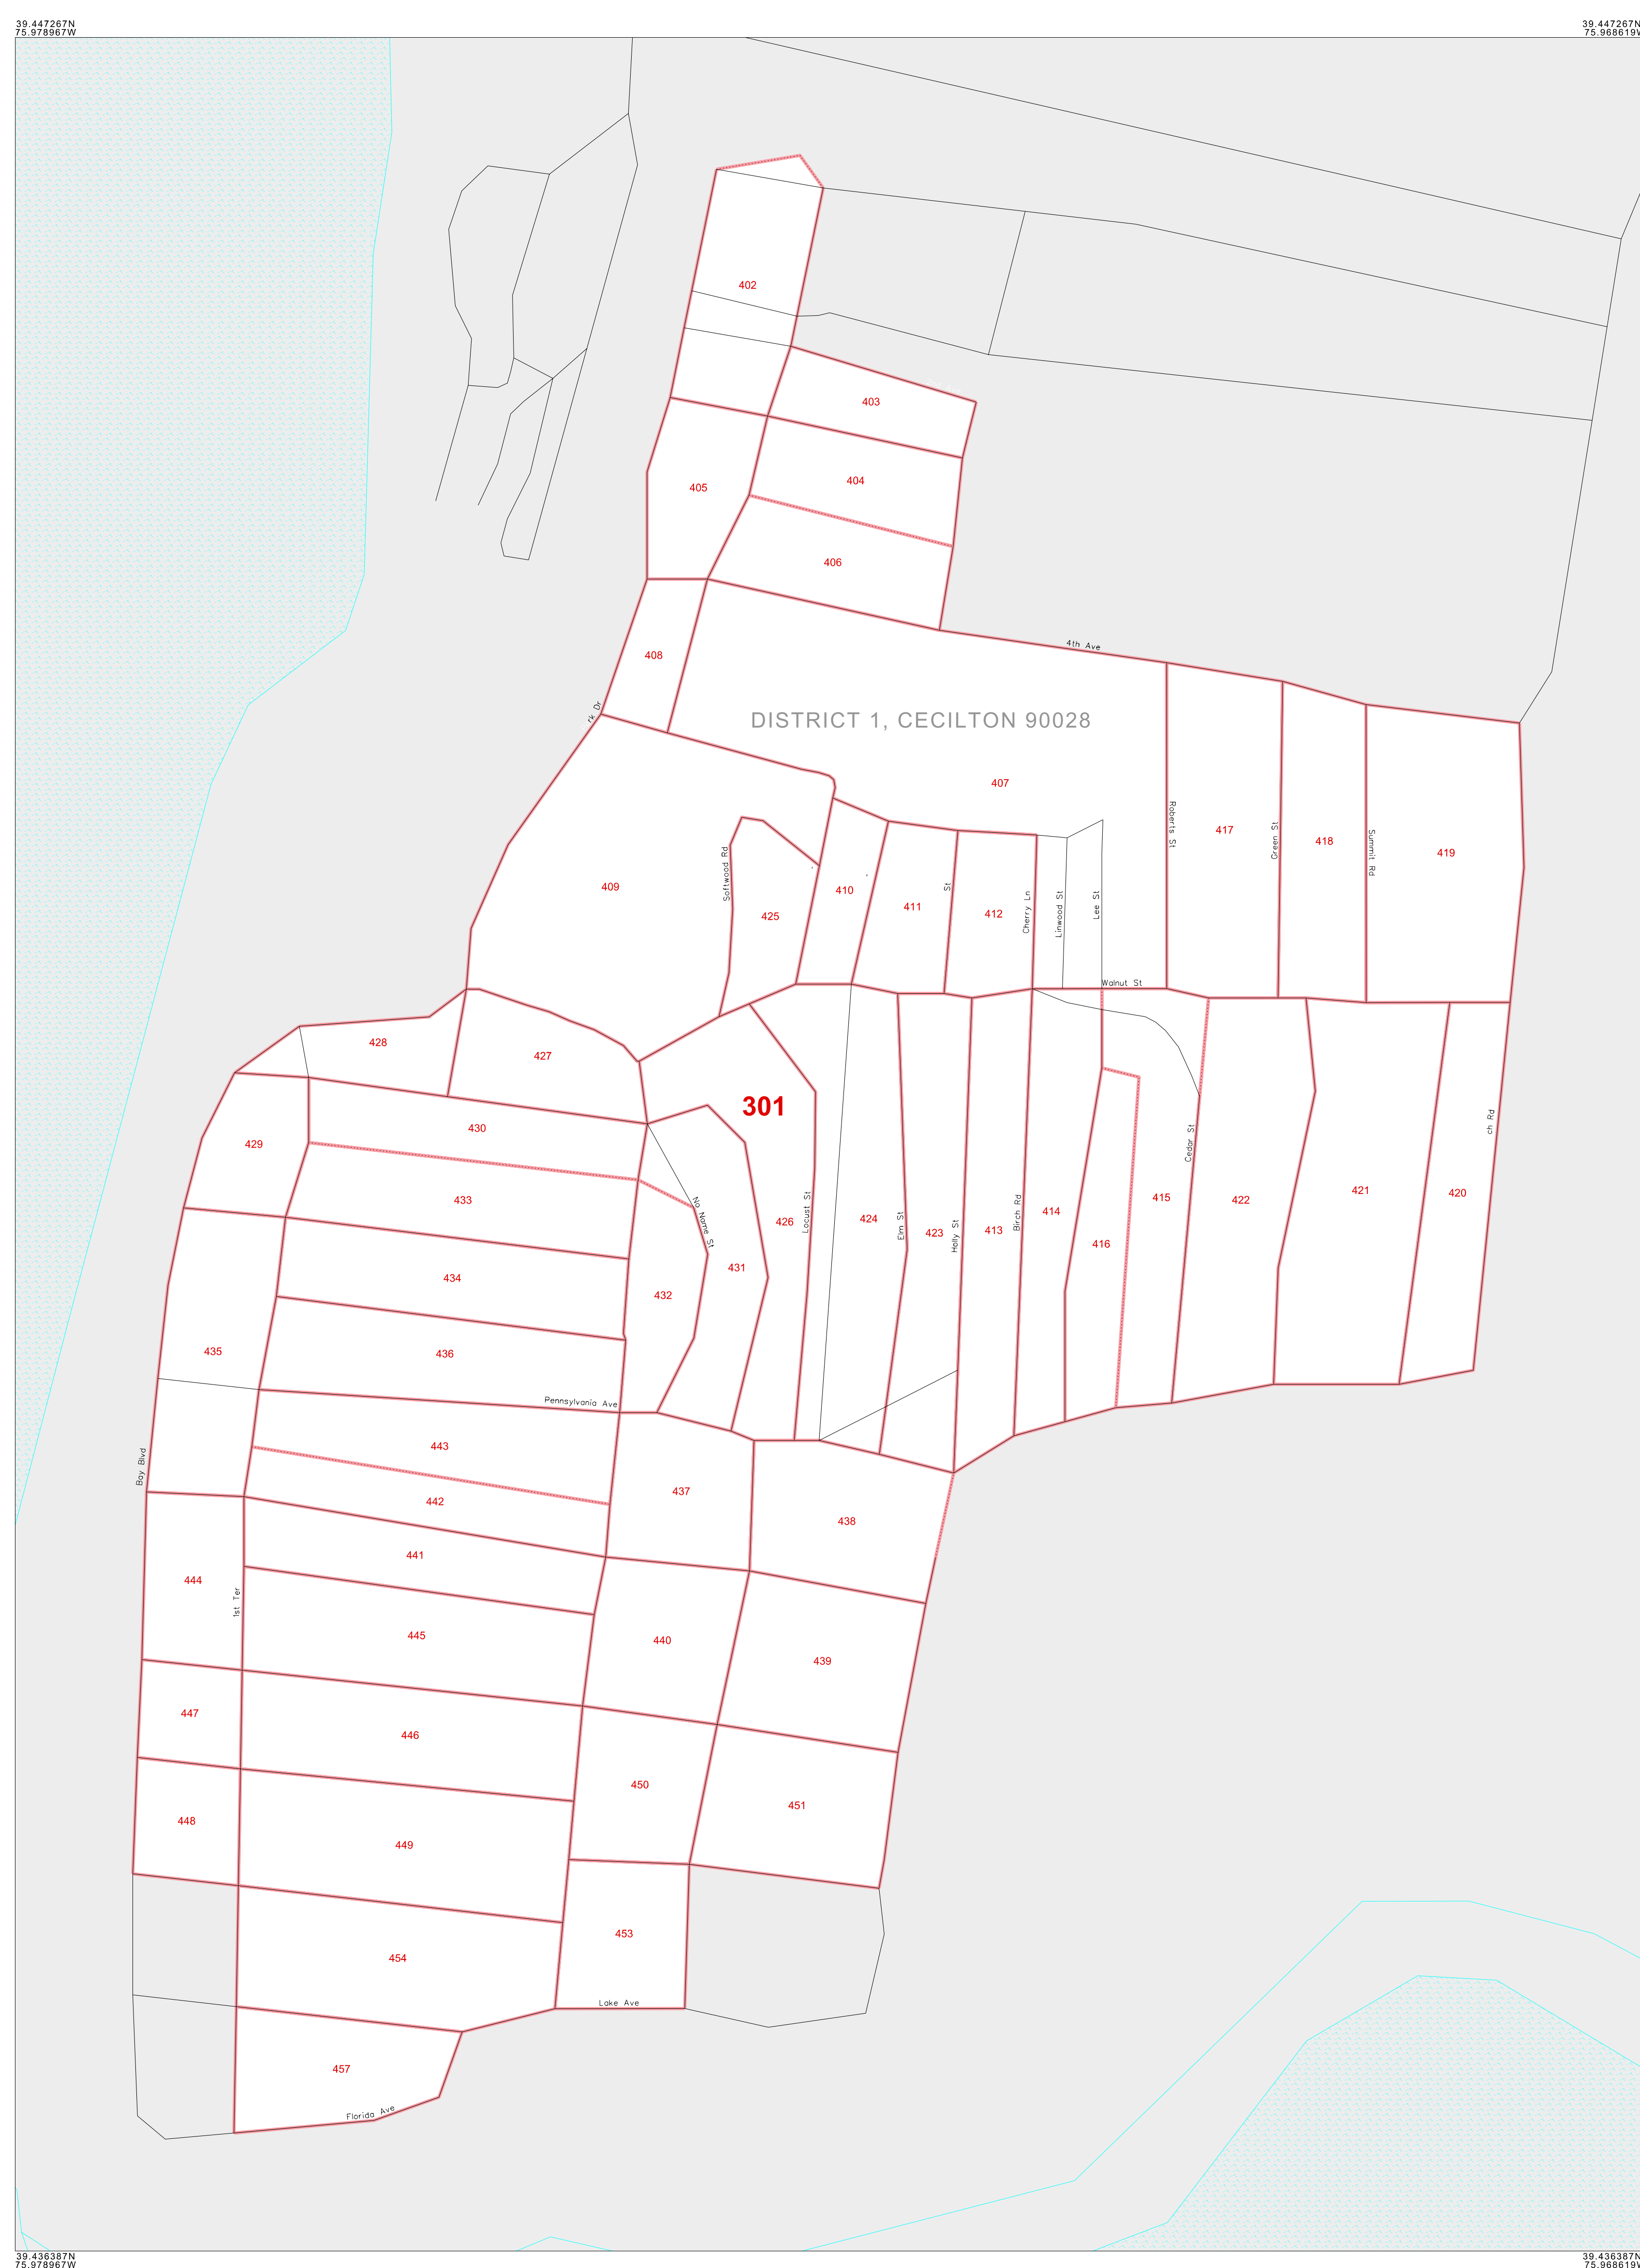 39.447267N
75.978967W
39.447267N
75.968619W
402
403
404
405
406
4th Ave
408
rk Dr
DISTRICT 1, CECILTON 90028
407
Roberts St
417
Green St
418
Summit Rd
419
Softwood Rd
409
425
410
411
St
412
Cherry Ln
Linwood St
Lee St
Walnut St
428
427
301
430
429
433
No Name St
426
Locust St
424
Elm St
423
Holly St
413
Birch Rd
414
416
415
Cedar St
422
421
420
ch Rd
434
432
431
435
436
Pennsylvania Ave
443
Bay Blvd
442
437
438
441
444
1st Ter
445
440
439
447
446
450
451
448
449
453
454
Lake Ave
457
Florida Ave
39.436387N
75.978967W
39.436387N
75.968619W